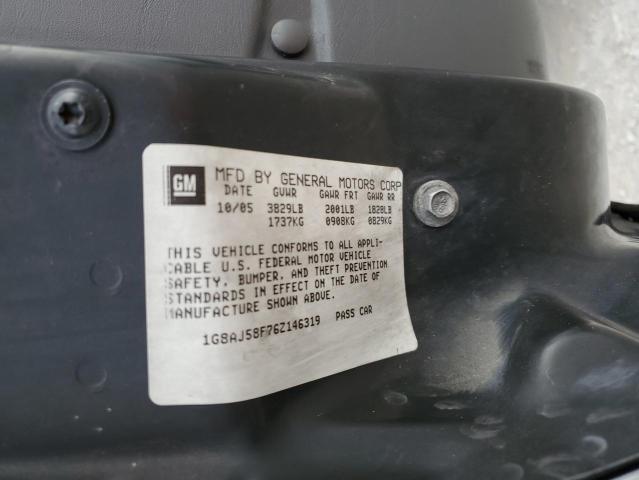 GM
MFD BY GENERAL MOTORS CORP
DATE GVWR GAWR FRT GAWR RR
10/05 3829LB 2001LB 1828LB
1737KG 0908KG 0829KG
THIS VEHICLE CONFORMS TO ALL APPLI-
CABLE U.S. FEDERAL MOTOR VEHICLE
SAFETY, BUMPER, AND THEFT PREVENTION
STANDARDS IN EFFECT ON THE DATE OF
MANUFACTURE SHOWN ABOVE.
1G8AJ58F76Z146319 PASS CAR